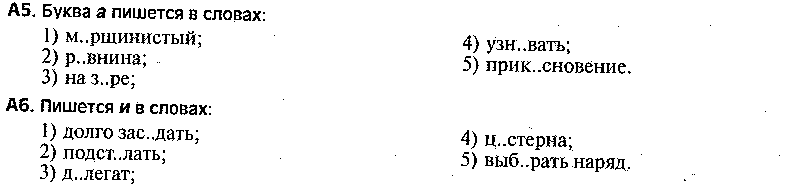 А5. Буква а пишется в словах:
1) м..рщинистый;
2) р..внина;
3) на з..ре;
4) узн..вать;
5) прик..сновение.
А6. Пишется и в словах:
1) долго зас..дать;
2) подст..лать;
3) д..легат;
4) ц..стерна;
5) выб..рать наряд.